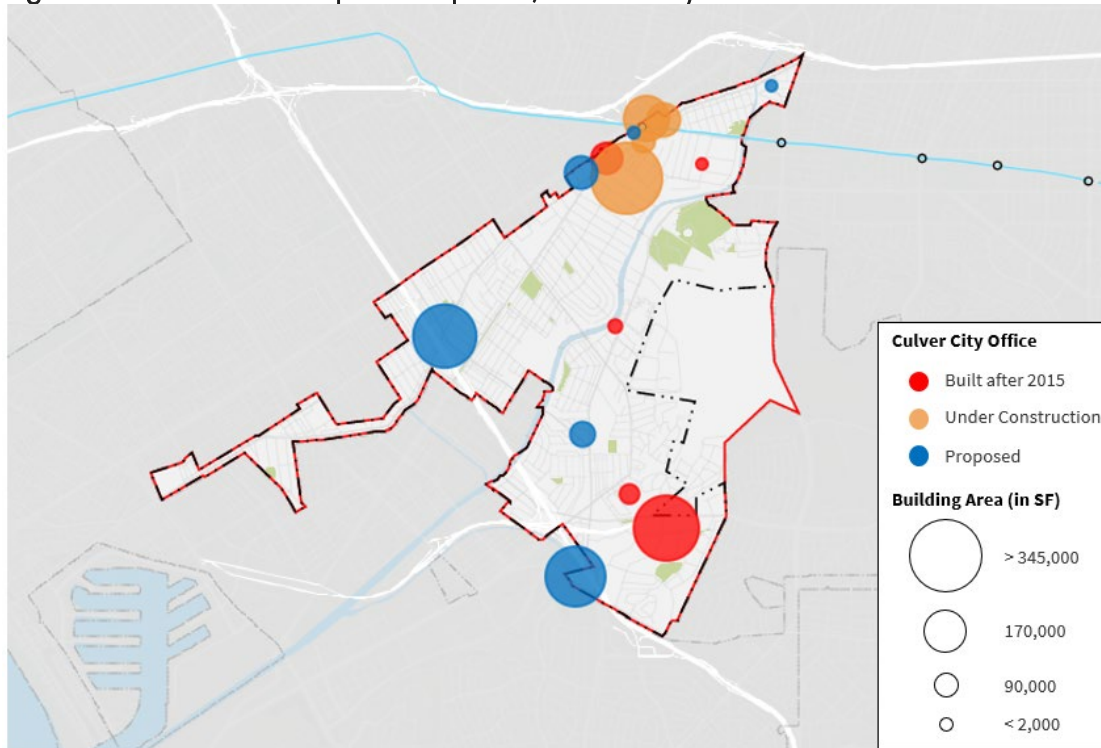 Culver City Office
Built after 2015
Under Construction
Proposed
Building Area (in SF)
> 345,000
170,000
90,000
< 2,000